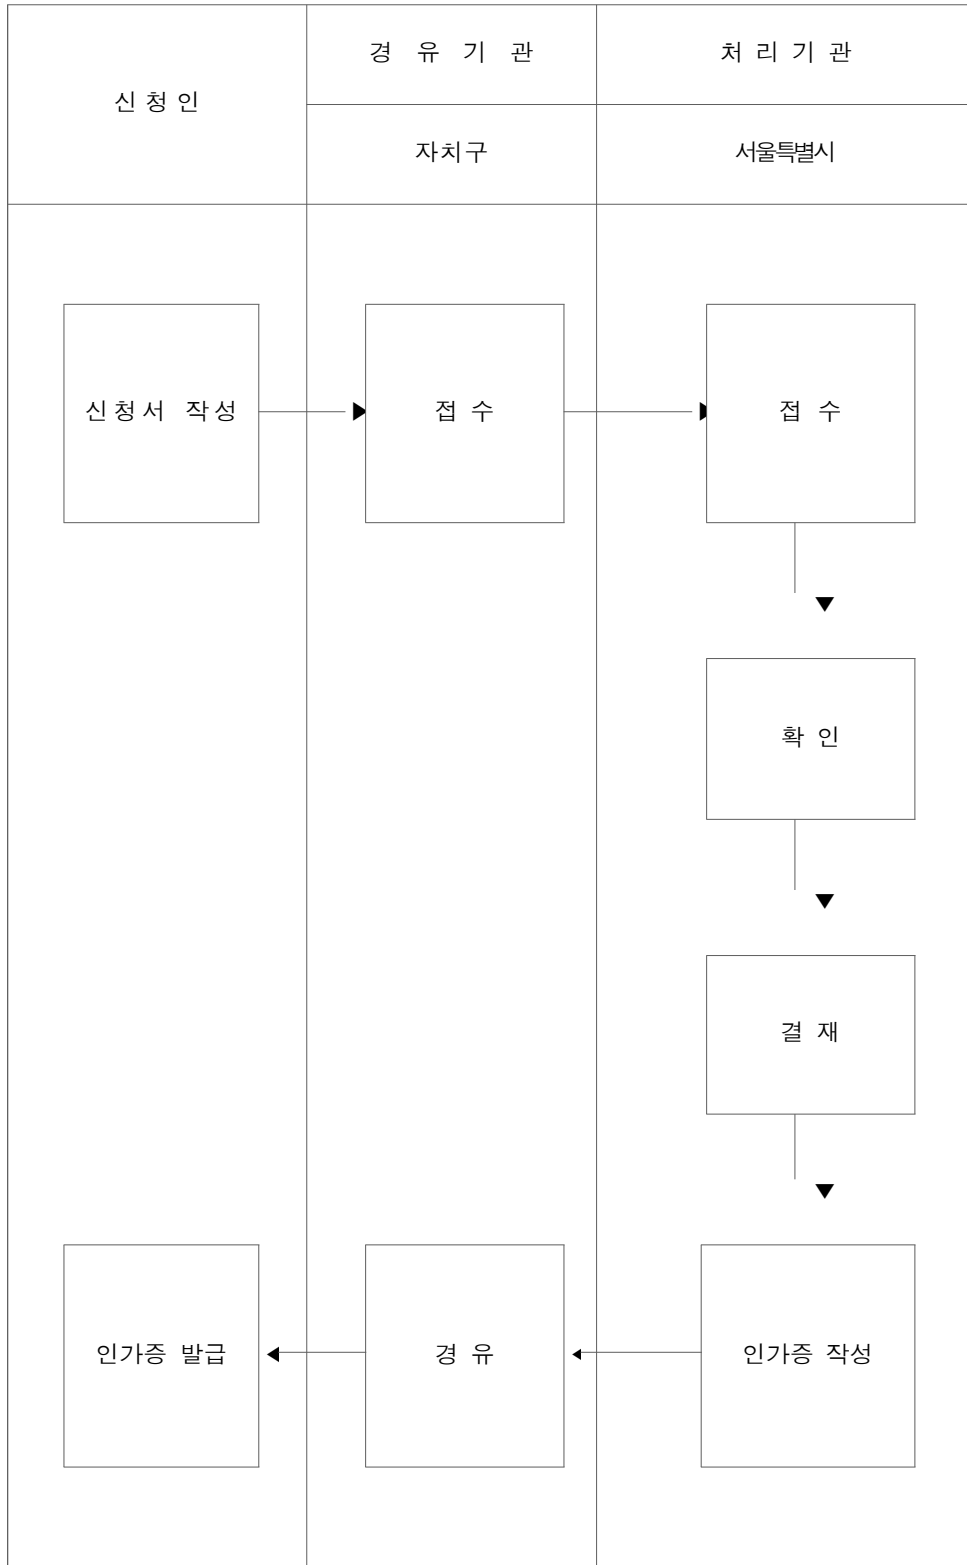 신청인
경 유 기 관
처 리 기 관
자치구
서울특별시
신청서 작성
접 수
접 수
확 인
결 재
인가증 발급
경 유
인가증 작성